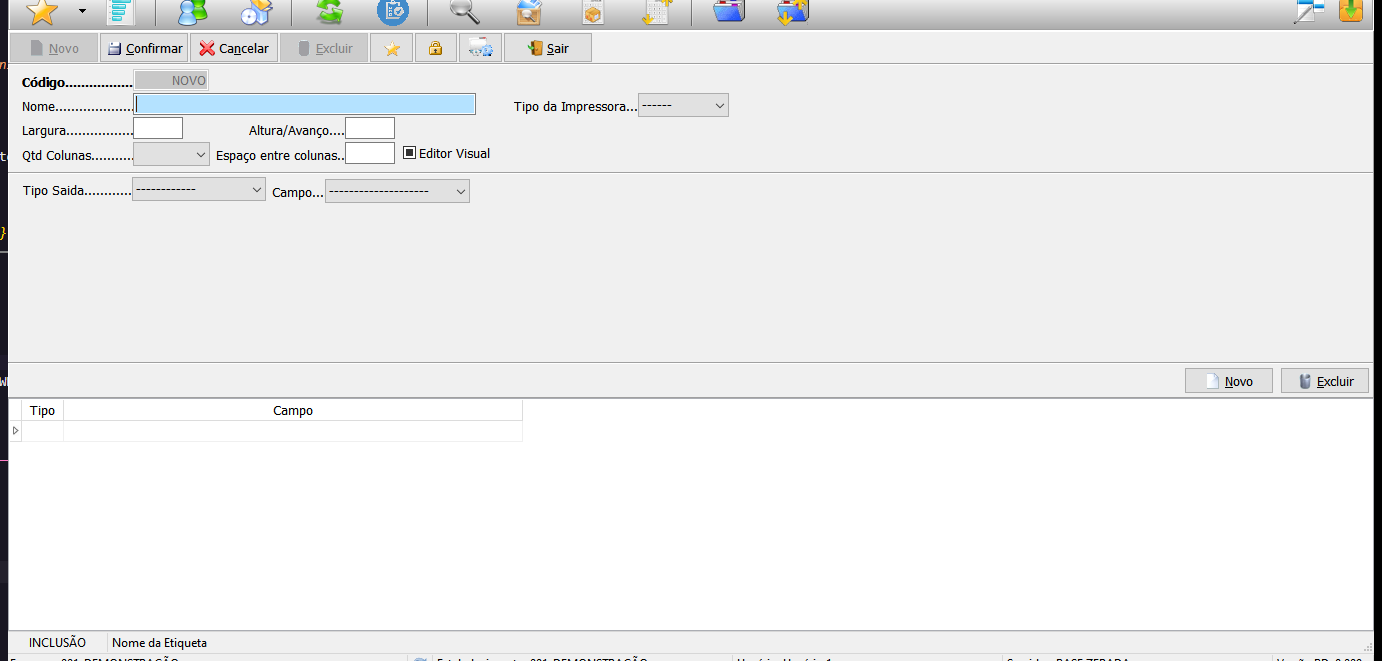 Novo Confirmar Cancelar Excluir Sair
Código................. NOVO
Nome.................... Tipo da Impressora... ------
Largura................. Altura/Avanço....
Qtd Colunas........... Espaço entre colunas.. Editor Visual
Tipo Saida............ ------------ Campo... --------------------
Novo Excluir
Tipo Campo
INCLUSÃO Nome da Etiqueta